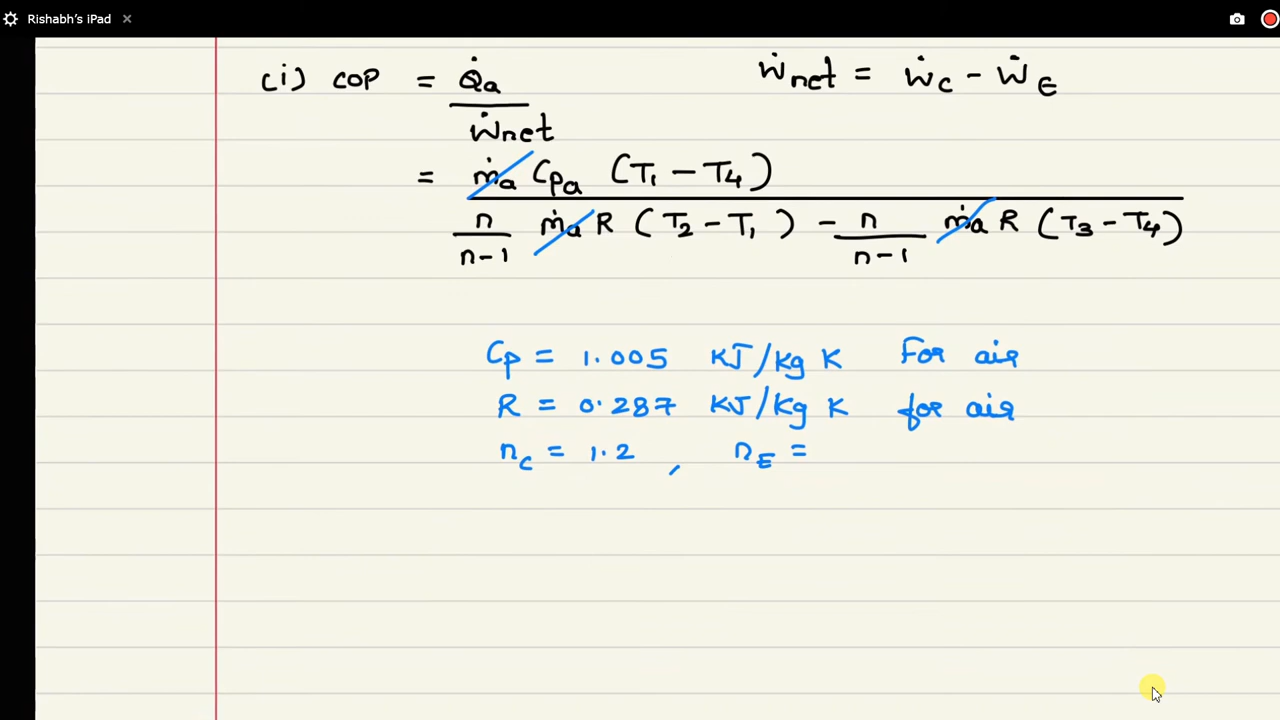 Rishabh's iPad ×
(i) COP = Q̇a / Ẇnet    Ẇnet = ẆC - ẆE
= ṁa Cpa (T1 - T4) / n/n-1 ṁa R (T2 - T1) - n/n-1 ṁa R (T3 - T4)
Cp = 1.005 KJ/Kg K For air
R = 0.287 KJ/Kg K for air
nC = 1.2 , nE =